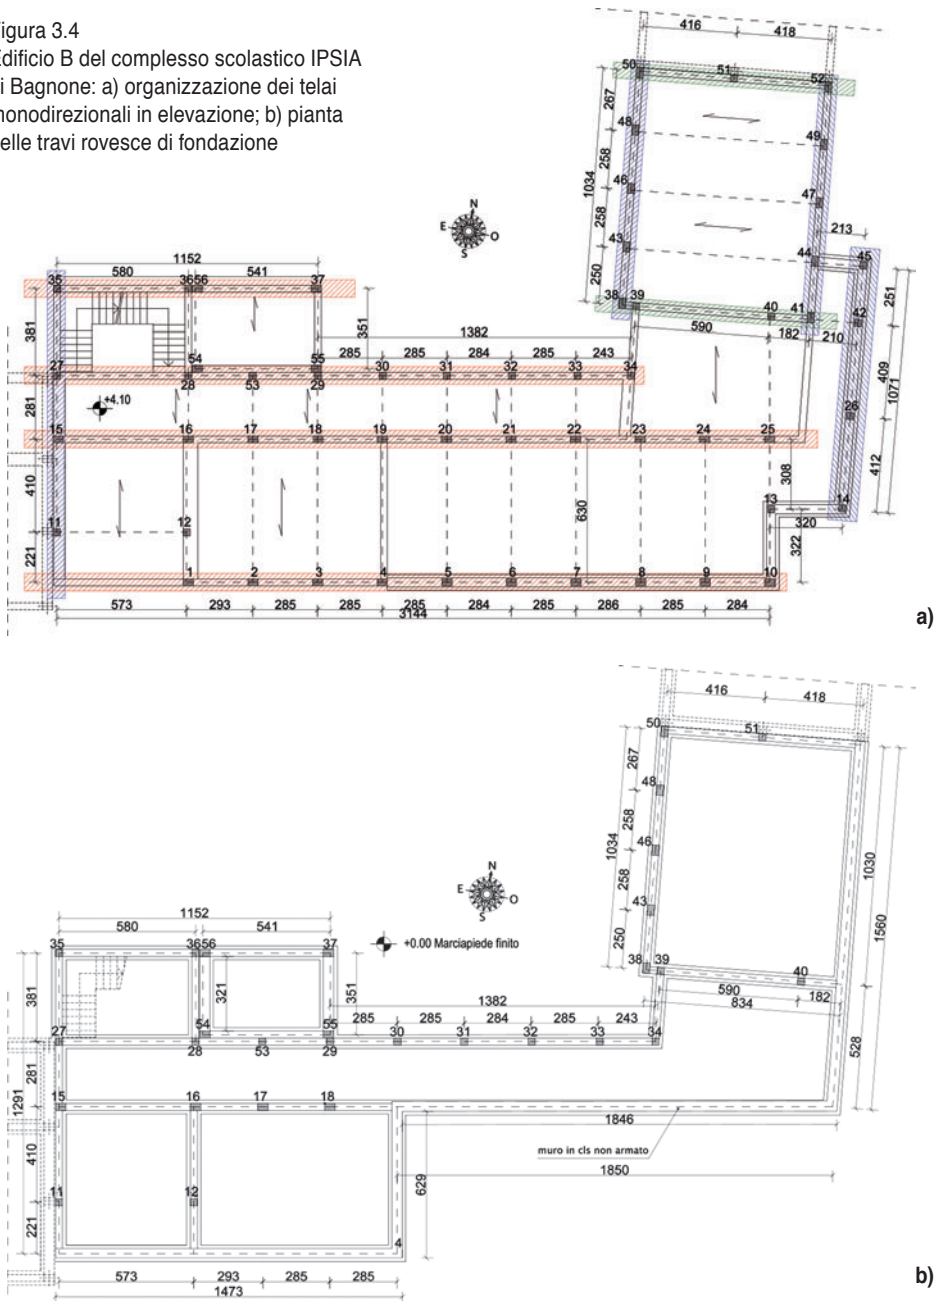 igura 3.4
dificio B del complesso scolastico IPSIA
i Bagnone: a) organizzazione dei telai
monodirezionali in elevazione; b) pianta
elle travi rovesce di fondazione
416 418
50 51 52
267
48 49
258
1034 46 47
258
43
250
213
44 45
251
38 39 40 41 42
590 182 210
409 1071
26
412
N
E O
S
1152
580 541
35 36 56 37
381 351
1382
285 285 284 285 243
27 54 55 30 31 32 33 34
28 53 29
+4.10
281
15 16 17 18 19 20 21 22 23 24 25
410
11 12
221
630
308
13 14
320
322
1 2 3 4 5 6 7 8 9 10
573 293 285 285 285 284 285 286 285 284
3144
a)
416 418
50 51
267
48
258
1034 46
258
43
250
1030
1560
38 39 40
590 182
834
528
N
E O
S
1152
580 541
+0.00 Marciapiede finito
35 36 56 37
381 321 351
1382
285 285 284 285 243
27 54 55
28 53 29 30 31 32 33 34
281
1291
15 16 17 18
1846
muro in cls non armato
1850
410
629
11 12
221
4
573 293 285 285
1473
b)